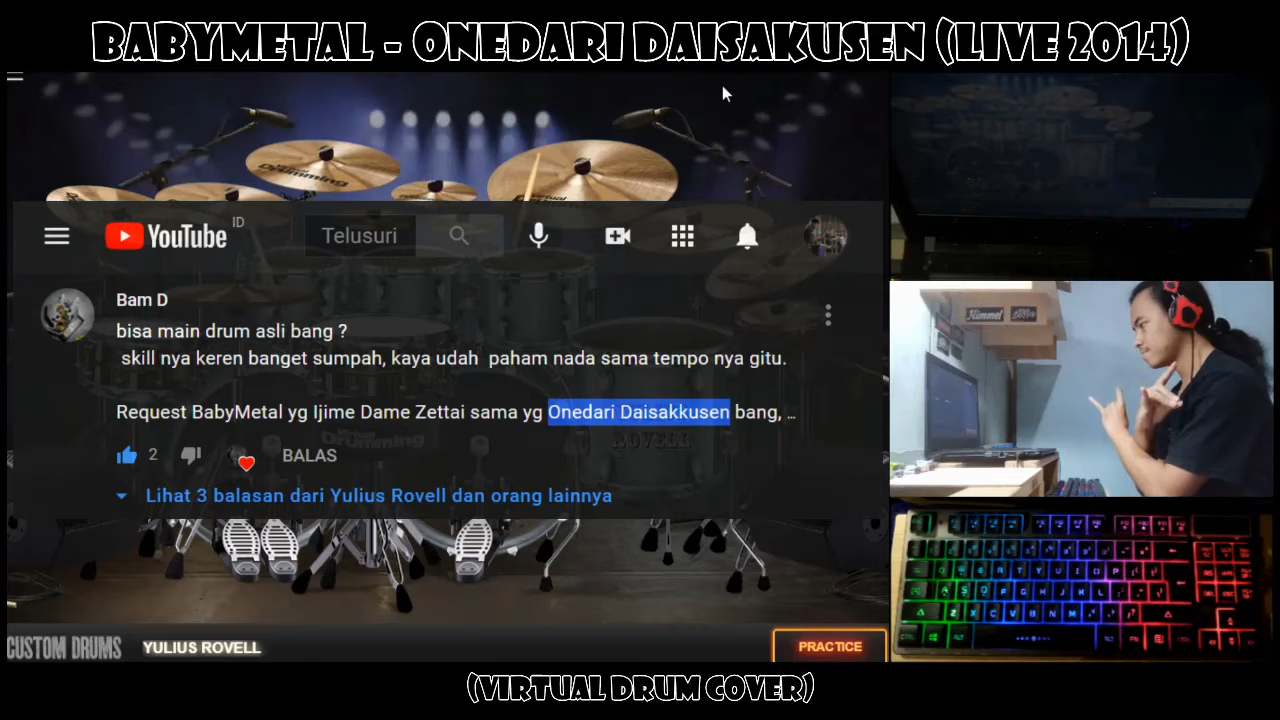 BABYMETAL - ONEDARI DAISAKUSEN (LIVE 2014)
YouTube ID
Telusuri
Bam D
bisa main drum asli bang ?
skill nya keren banget sumpah, kaya udah paham nada sama tempo nya gitu.
Request BabyMetal yg Ijime Dame Zettai sama yg Onedari Daisakkusen bang, ...
2
BALAS
Lihat 3 balasan dari Yulius Rovell dan orang lainnya
ROVELL
Himmel
CUSTOM DRUMS
YULIUS ROVELL
PRACTICE
(VIRTUAL DRUM COVER)